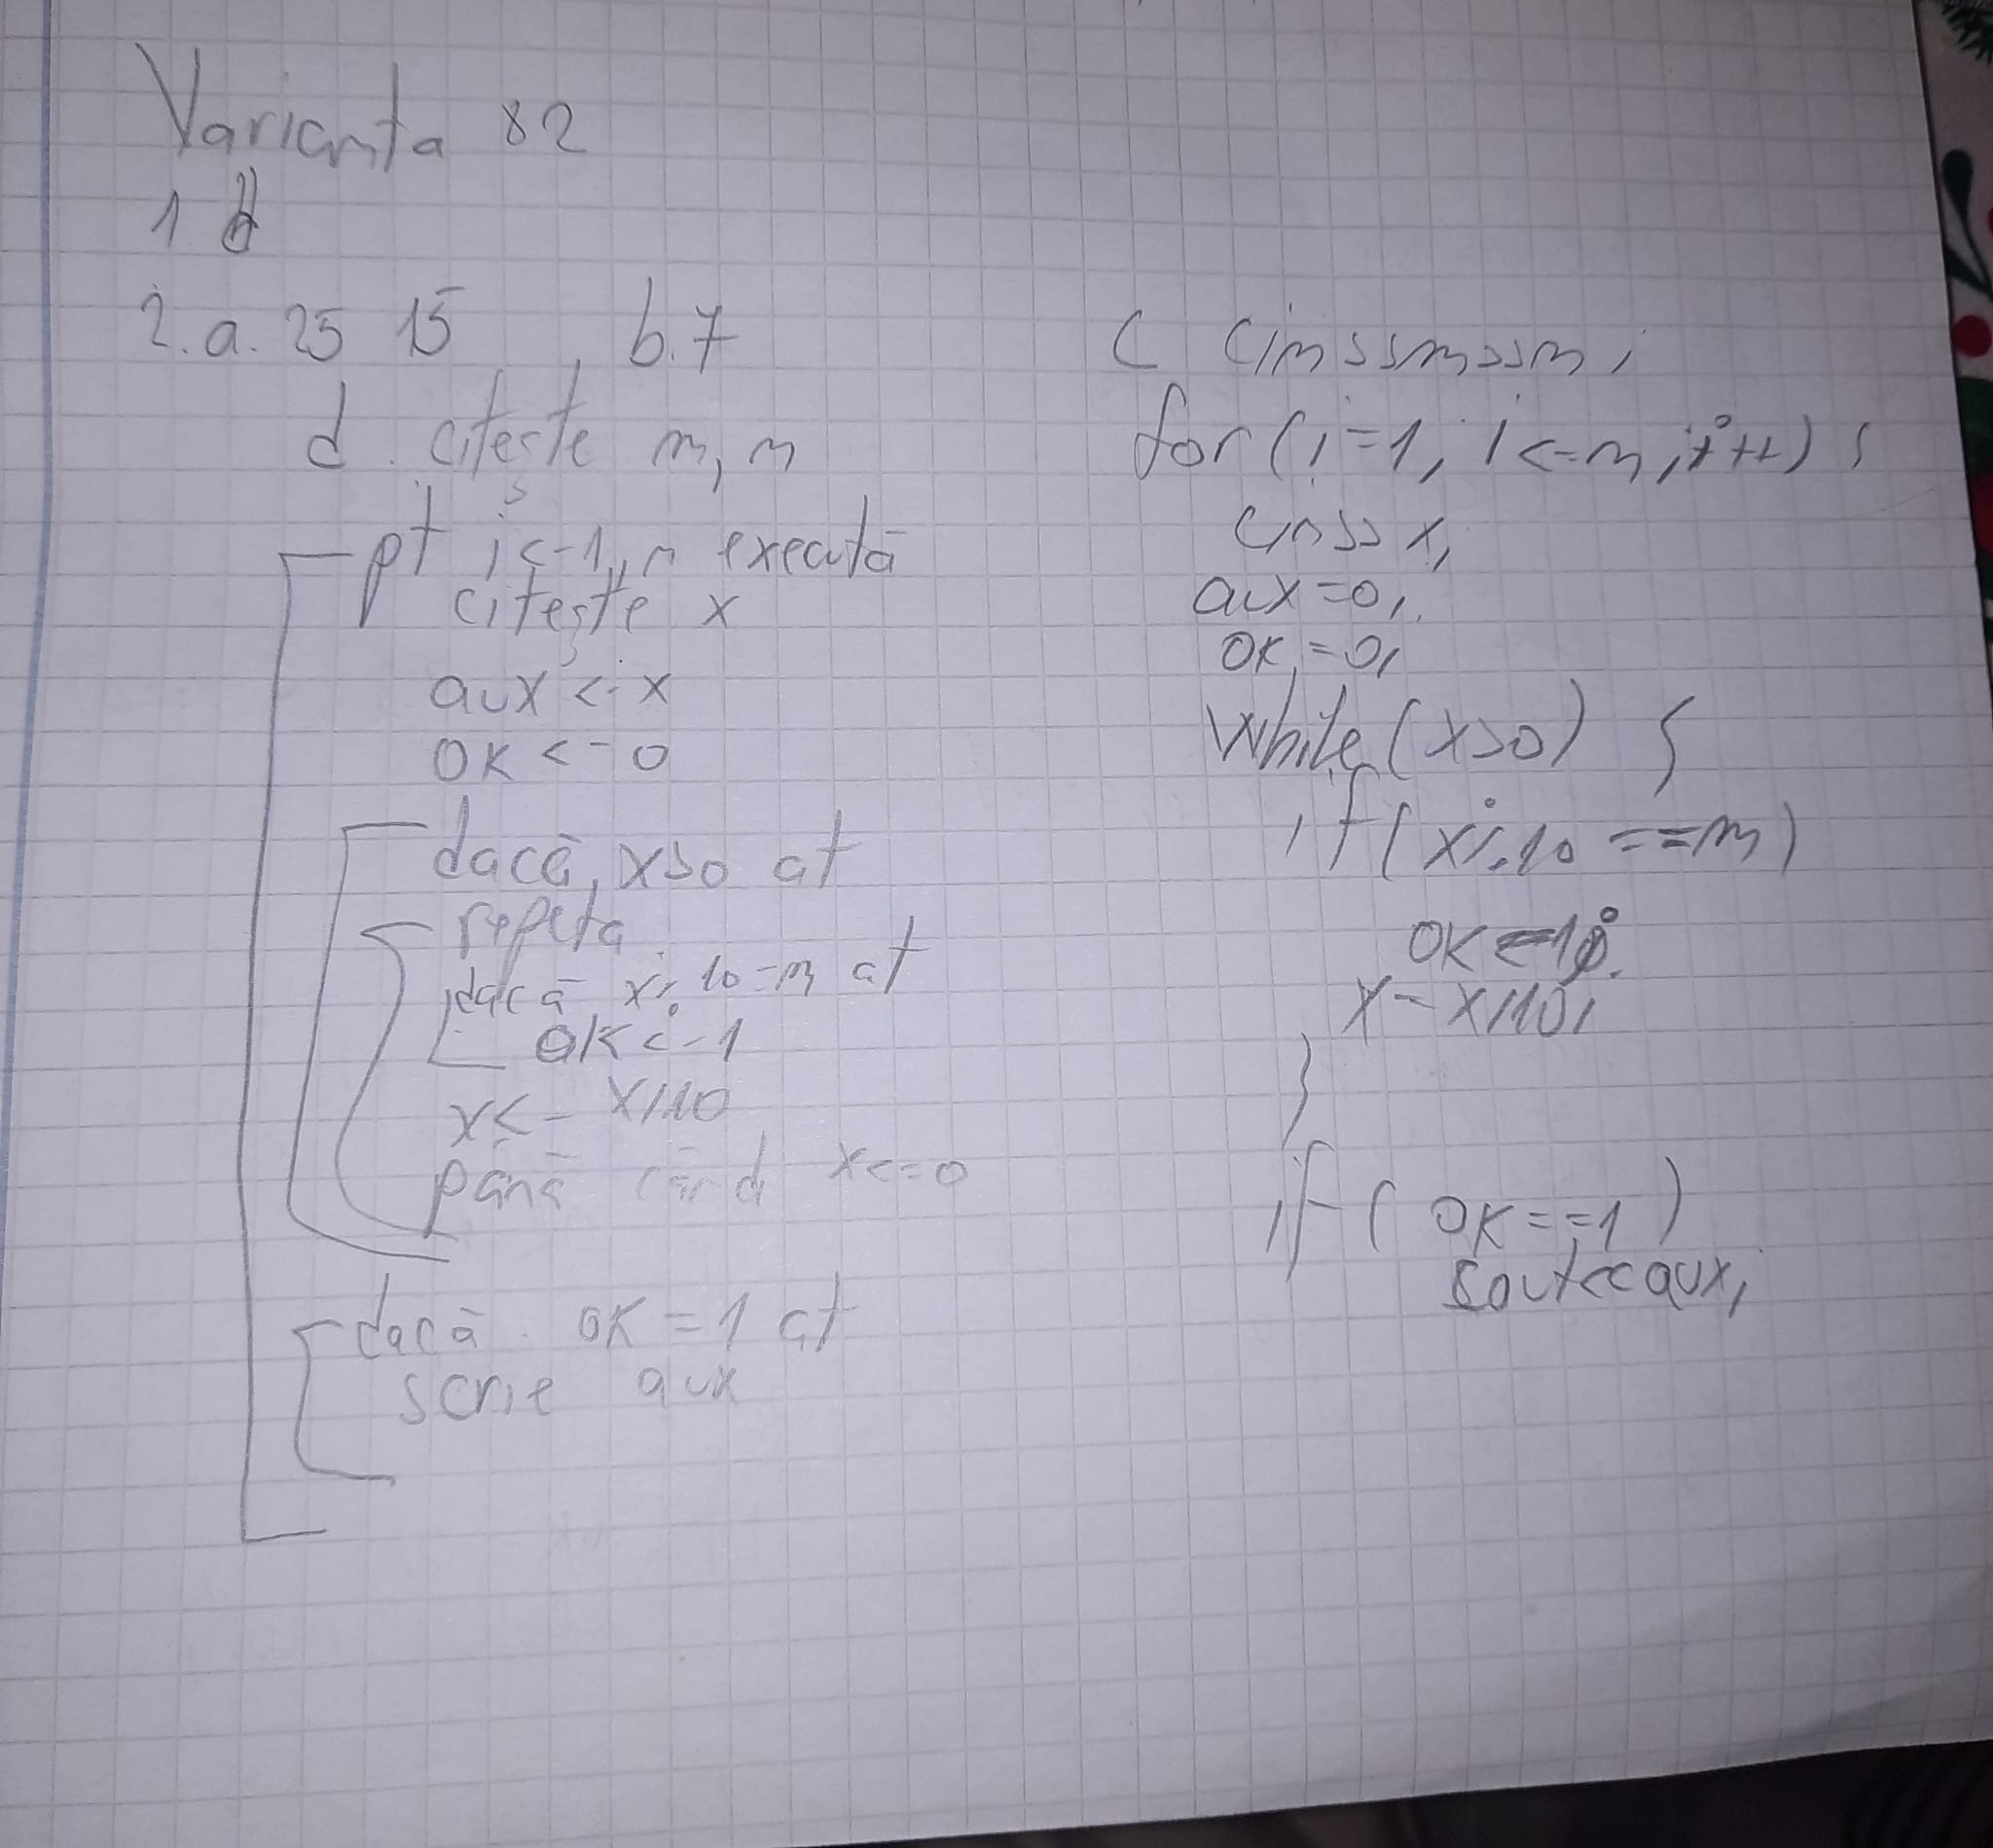 Varianta 82
1 d
2. a. 25 15, b. 7
d. citește m, n
pt i<-1,n execută
citește x
aux <- x
ok <- 0
dacă x>0 at
repetă
dacă x%10=m at
ok<-1
x<- x/10
până când x<=0
dacă ok=1 at
scrie aux
c cin>>m>>n;
for(i=1; i<=n; i++) {
cin>>x;
aux=0;
ok=0;
while(x>0) {
if(x%10==m)
ok=1;
x=x/10;
}
if( ok==1)
cout<<aux;